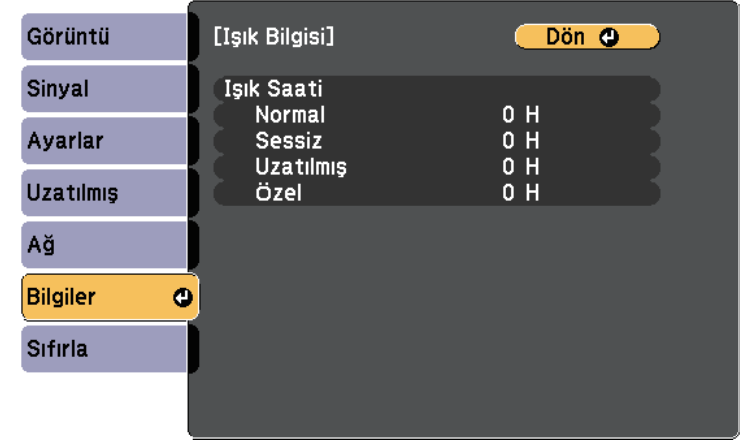 Görüntü
Sinyal
Ayarlar
Uzatılmış
Ağ
Bilgiler
Sıfırla
[Işık Bilgisi] Dön
Işık Saati
Normal 0 H
Sessiz 0 H
Uzatılmış 0 H
Özel 0 H